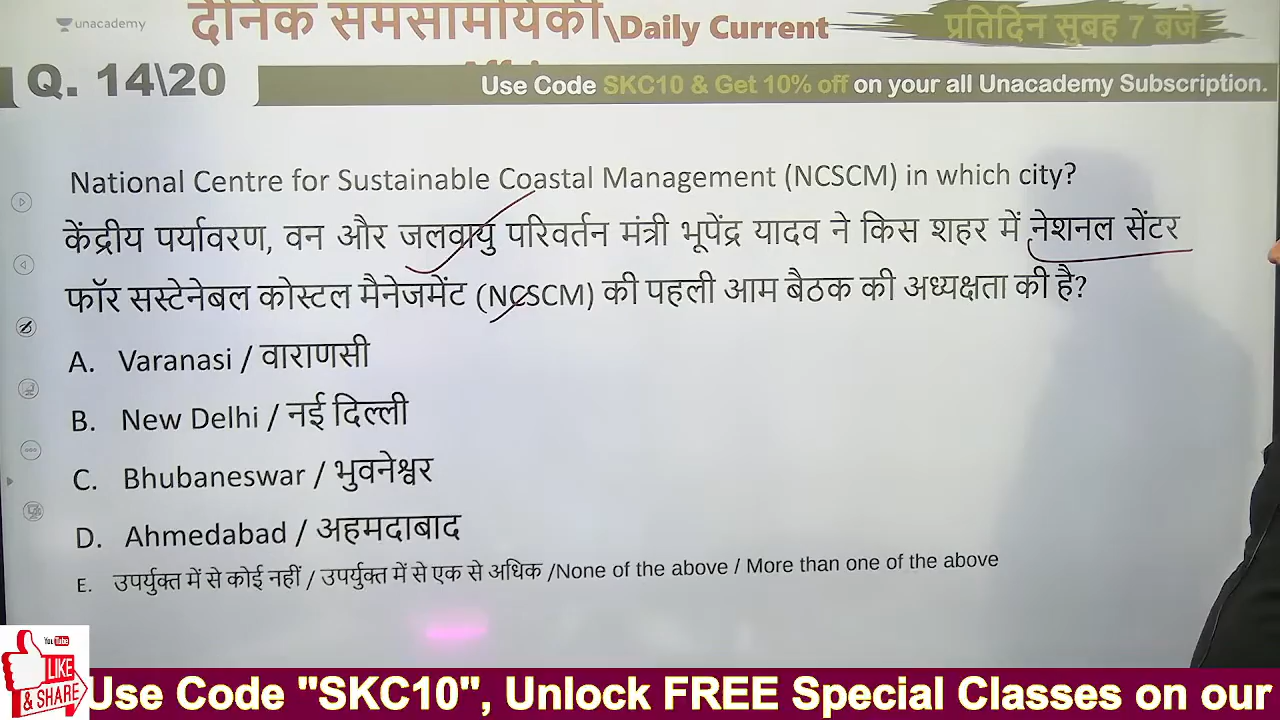 unacademy
दैनिक समसामयिकी\Daily Current
प्रतिदिन सुबह 7 बजे
Q. 14\20
Use Code SKC10 & Get 10% off on your all Unacademy Subscription.
National Centre for Sustainable Coastal Management (NCSCM) in which city?
केंद्रीय पर्यावरण, वन और जलवायु परिवर्तन मंत्री भूपेंद्र यादव ने किस शहर में नेशनल सेंटर
फॉर सस्टेनेबल कोस्टल मैनेजमेंट (NCSCM) की पहली आम बैठक की अध्यक्षता की है?
A. Varanasi / वाराणसी
B. New Delhi / नई दिल्ली
C. Bhubaneswar / भुवनेश्वर
D. Ahmedabad / अहमदाबाद
E. उपर्युक्त में से कोई नहीं / उपर्युक्त में से एक से अधिक /None of the above / More than one of the above
YouTube
LIKE
& SHARE
Use Code "SKC10", Unlock FREE Special Classes on our